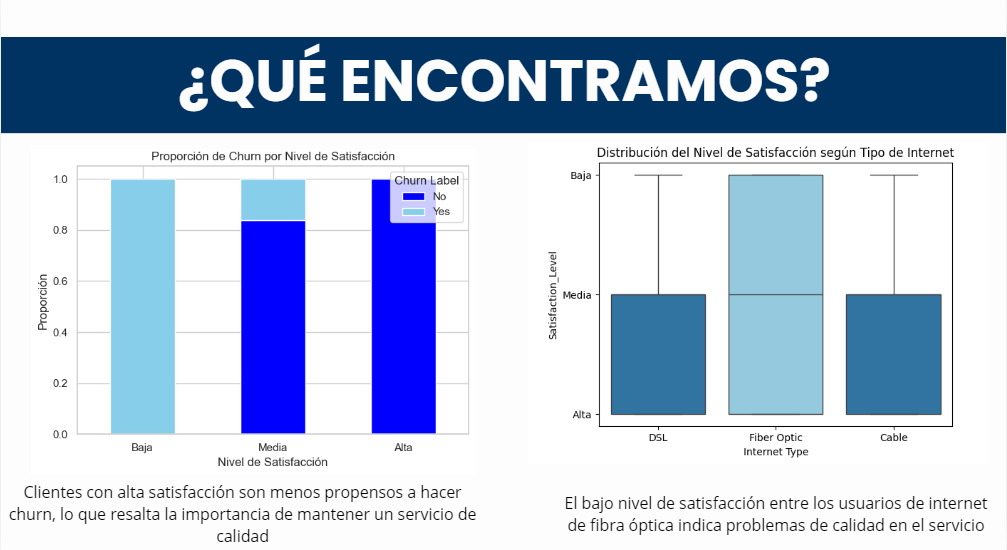 ¿QUÉ ENCONTRAMOS?
Proporción de Churn por Nivel de Satisfacción
Churn Label
No
Yes
1.0
0.8
0.6
0.4
0.2
0.0
Proporción
Baja
Media
Alta
Nivel de Satisfacción
Clientes con alta satisfacción son menos propensos a hacer
churn, lo que resalta la importancia de mantener un servicio de
calidad
Distribución del Nivel de Satisfacción según Tipo de Internet
Baja
Media
Alta
Satisfaction_Level
DSL
Fiber Optic
Cable
Internet Type
El bajo nivel de satisfacción entre los usuarios de internet
de fibra óptica indica problemas de calidad en el servicio